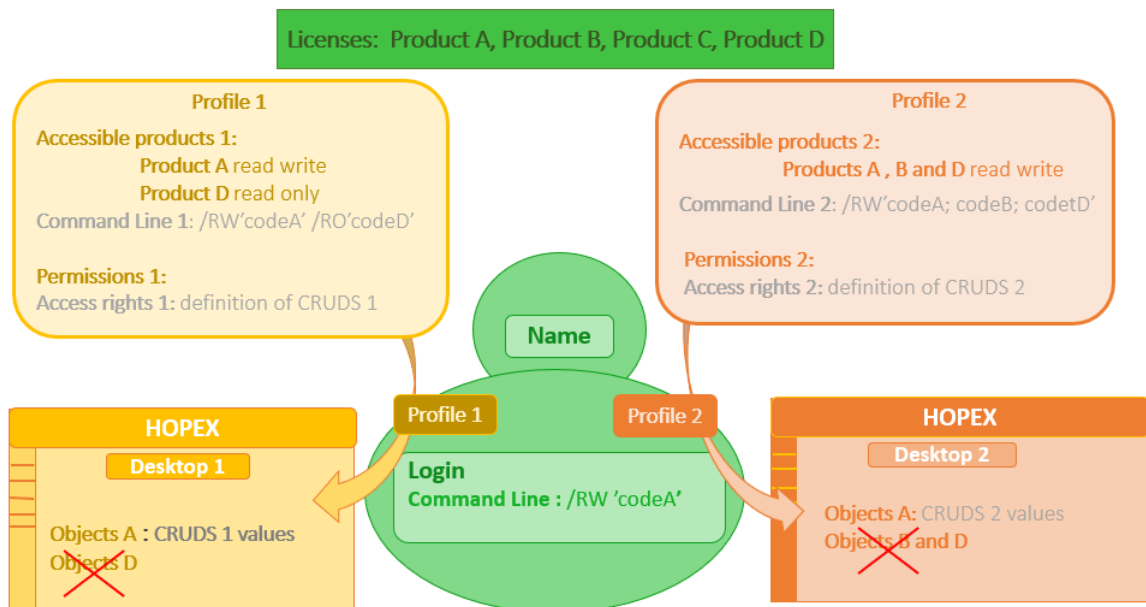 Licenses: Product A, Product B, Product C, Product D
Profile 1
Accessible products 1:
Product A read write
Product D read only
Command Line 1: /RW'codeA' /RO'codeD'
Permissions 1:
Access rights 1: definition of CRUDS 1
Profile 2
Accessible products 2:
Products A , B and D read write
Command Line 2: /RW'codeA; codeB; codetD'
Permissions 2:
Access rights 2: definition of CRUDS 2
Name
Profile 1
Profile 2
Login
Command Line : /RW 'codeA'
HOPEX
Desktop 1
Objects A : CRUDS 1 values
Objects D
HOPEX
Desktop 2
Objects A: CRUDS 2 values
Objects B and D